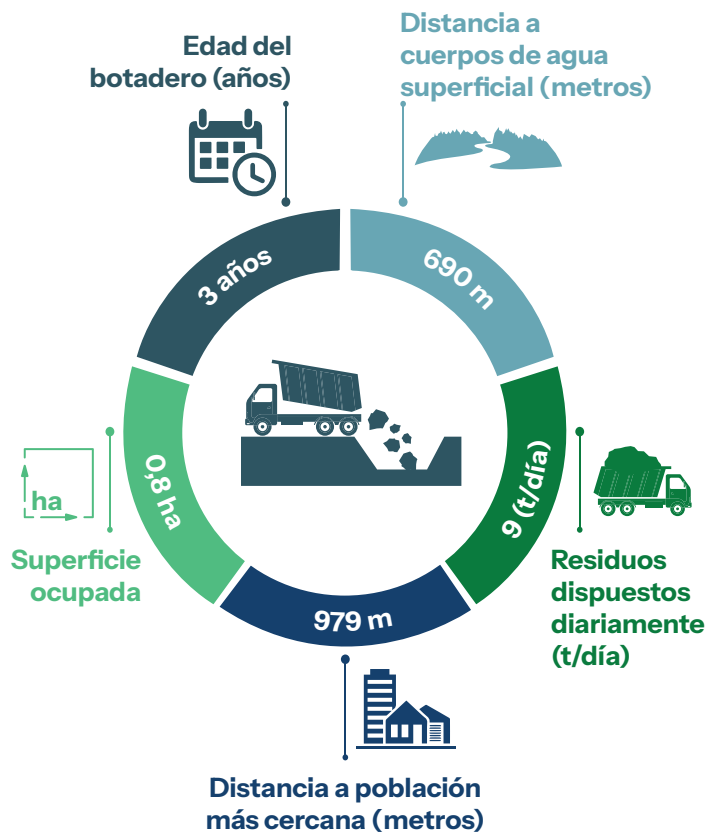 Edad del
botadero (años)
Distancia a
cuerpos de agua
superficial (metros)
3 años
690 m
0,8 ha
9 (t/día)
979 m
ha
Superficie
ocupada
Residuos
dispuestos
diariamente
(t/día)
Distancia a población
más cercana (metros)